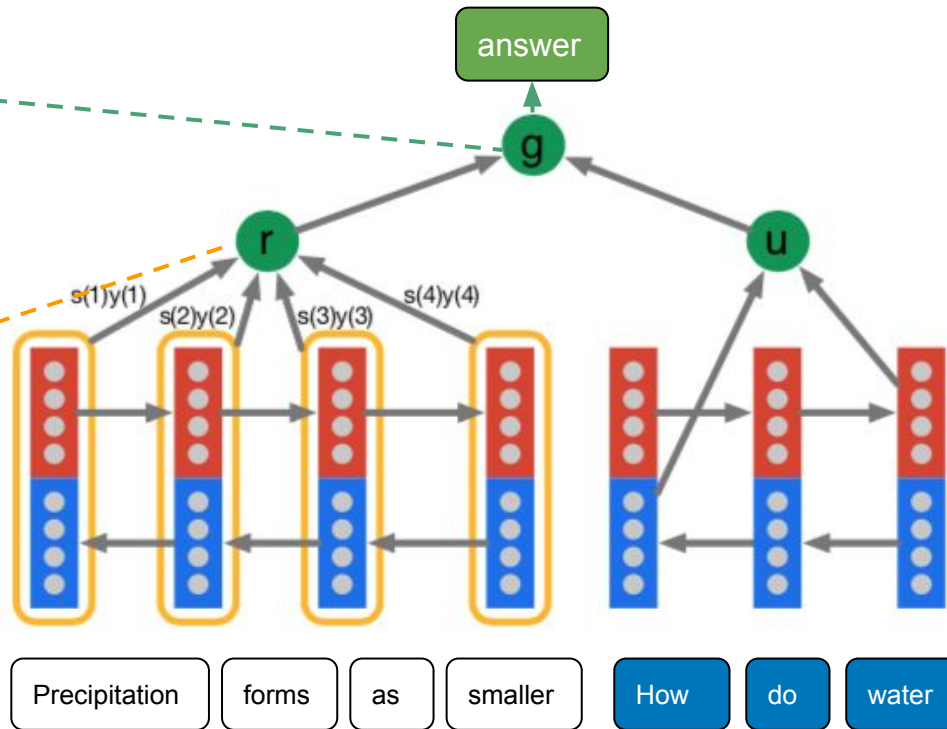 answer
g
r
u
s(1)y(1)
s(2)y(2)
s(3)y(3)
s(4)y(4)
Precipitation forms as smaller
How do water